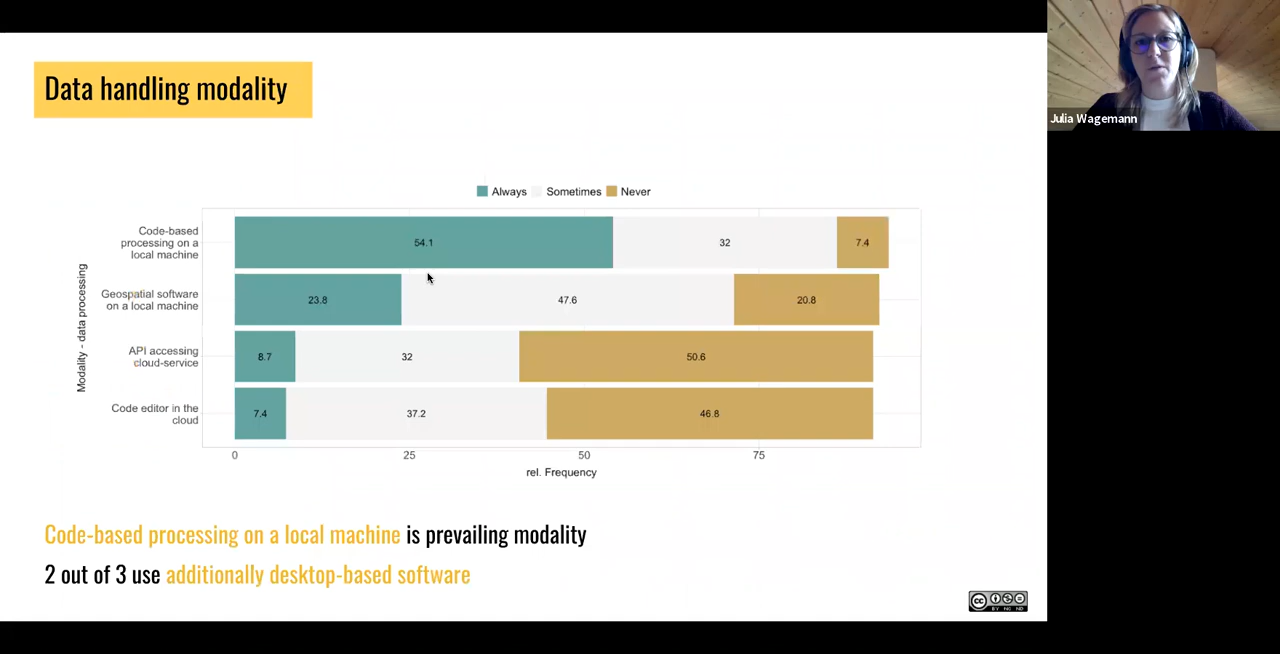 Data handling modality
Julia Wagemann
Always Sometimes Never
Modality - data processing
Code-based
processing on a
local machine
54.1 32 7.4
Geospatial software
on a local machine
23.8 47.6 20.8
API accessing
cloud-service
8.7 32 50.6
Code editor in the
cloud
7.4 37.2 46.8
0 25 50 75
rel. Frequency
Code-based processing on a local machine is prevailing modality
2 out of 3 use additionally desktop-based software
cc
BY NC ND